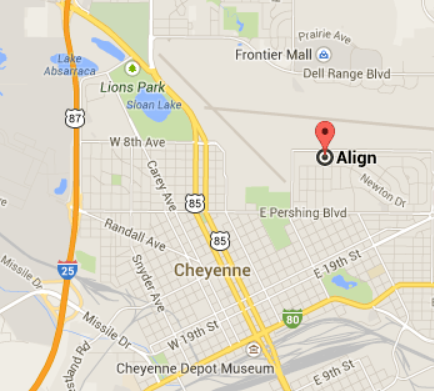 Prairie Ave
Frontier Mall
Dell Range Blvd
Lake
Absarraca
Lions Park
Sloan Lake
87
W 8th Ave
Align
Carey Ave
Newton Dr
85
E Pershing Blvd
Randall Ave
85
Cheyenne
E 19th St
25
Missile Dr
Snyder Ave
80
Missile Dr
W 19th St
Cheyenne Depot Museum
E 9th St